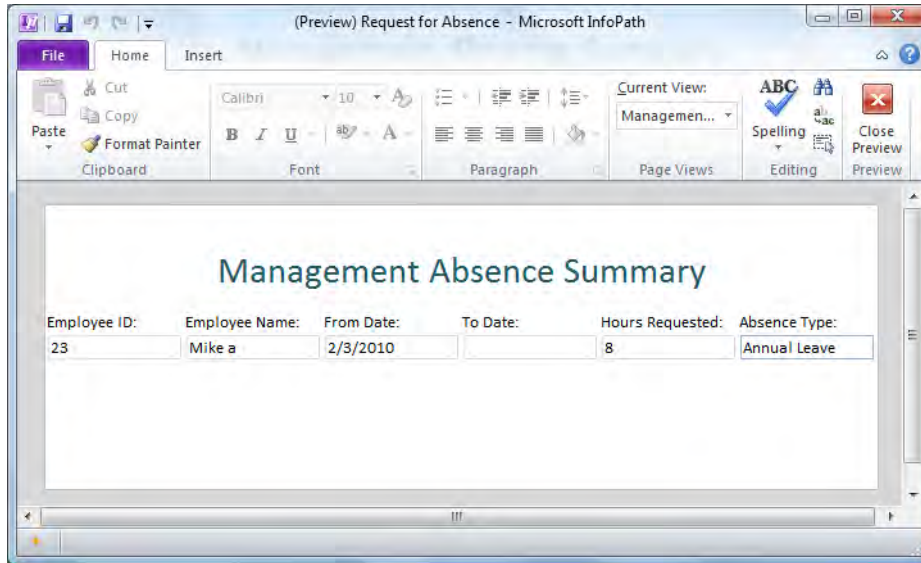 (Preview) Request for Absence - Microsoft InfoPath
File Home Insert
Paste
Cut
Copy
Format Painter
Clipboard
Calibri 10
B I U ab A
Font
Paragraph
Current View:
Managemen...
Page Views
ABC
Spelling
Editing
Close
Preview
Preview
Management Absence Summary
Employee ID: Employee Name: From Date: To Date: Hours Requested: Absence Type:
23 Mike a 2/3/2010 8 Annual Leave